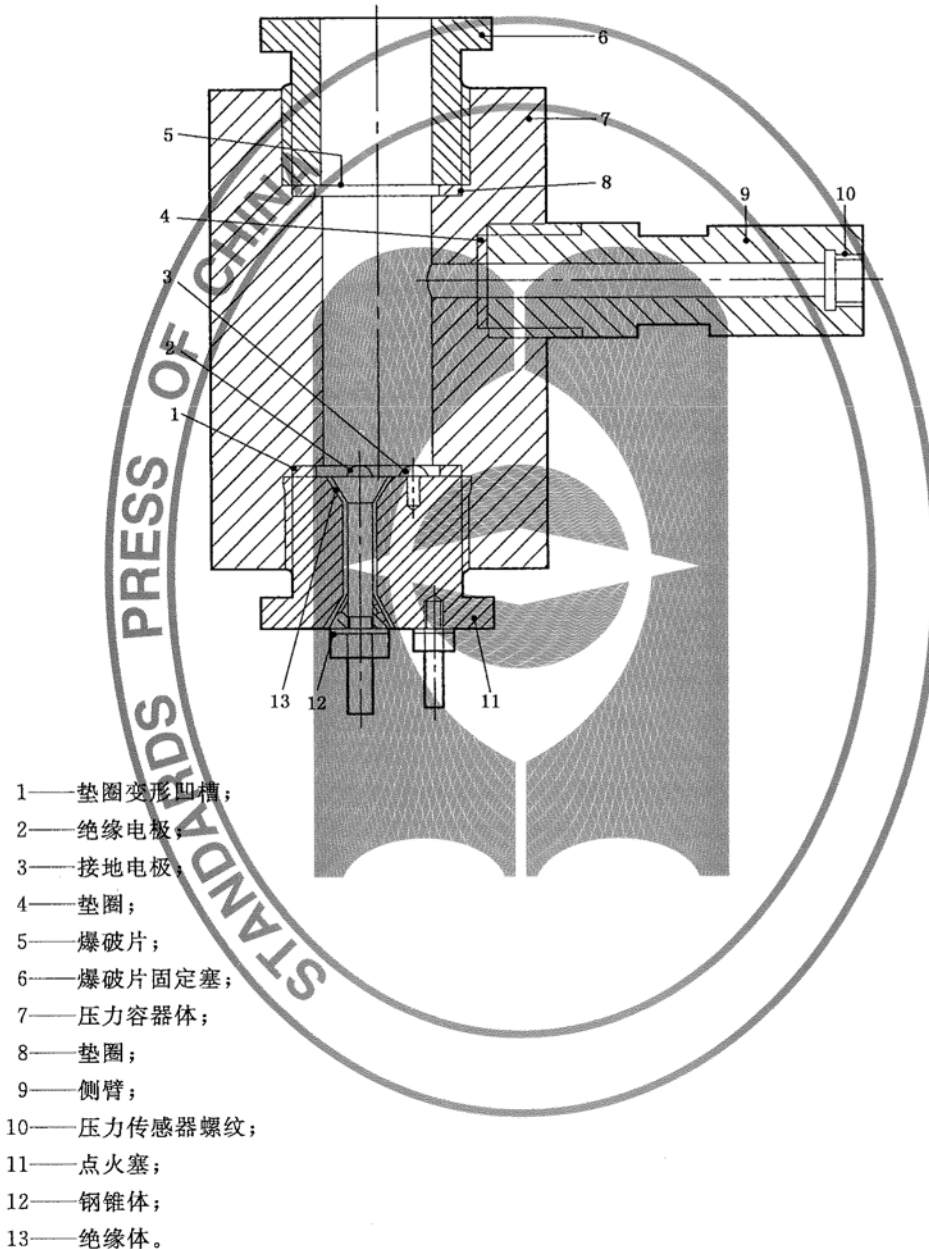 6
7
5
8
4
9
10
3
2
1
13
12
11
1——垫圈变形凹槽;
2——绝缘电极;
3——接地电极;
4——垫圈;
5——爆破片;
6——爆破片固定塞;
7——压力容器体;
8——垫圈;
9——侧臂;
10——压力传感器螺纹;
11——点火塞;
12——钢锥体;
13——绝缘体。
STANDARDS PRESS OF CHINA